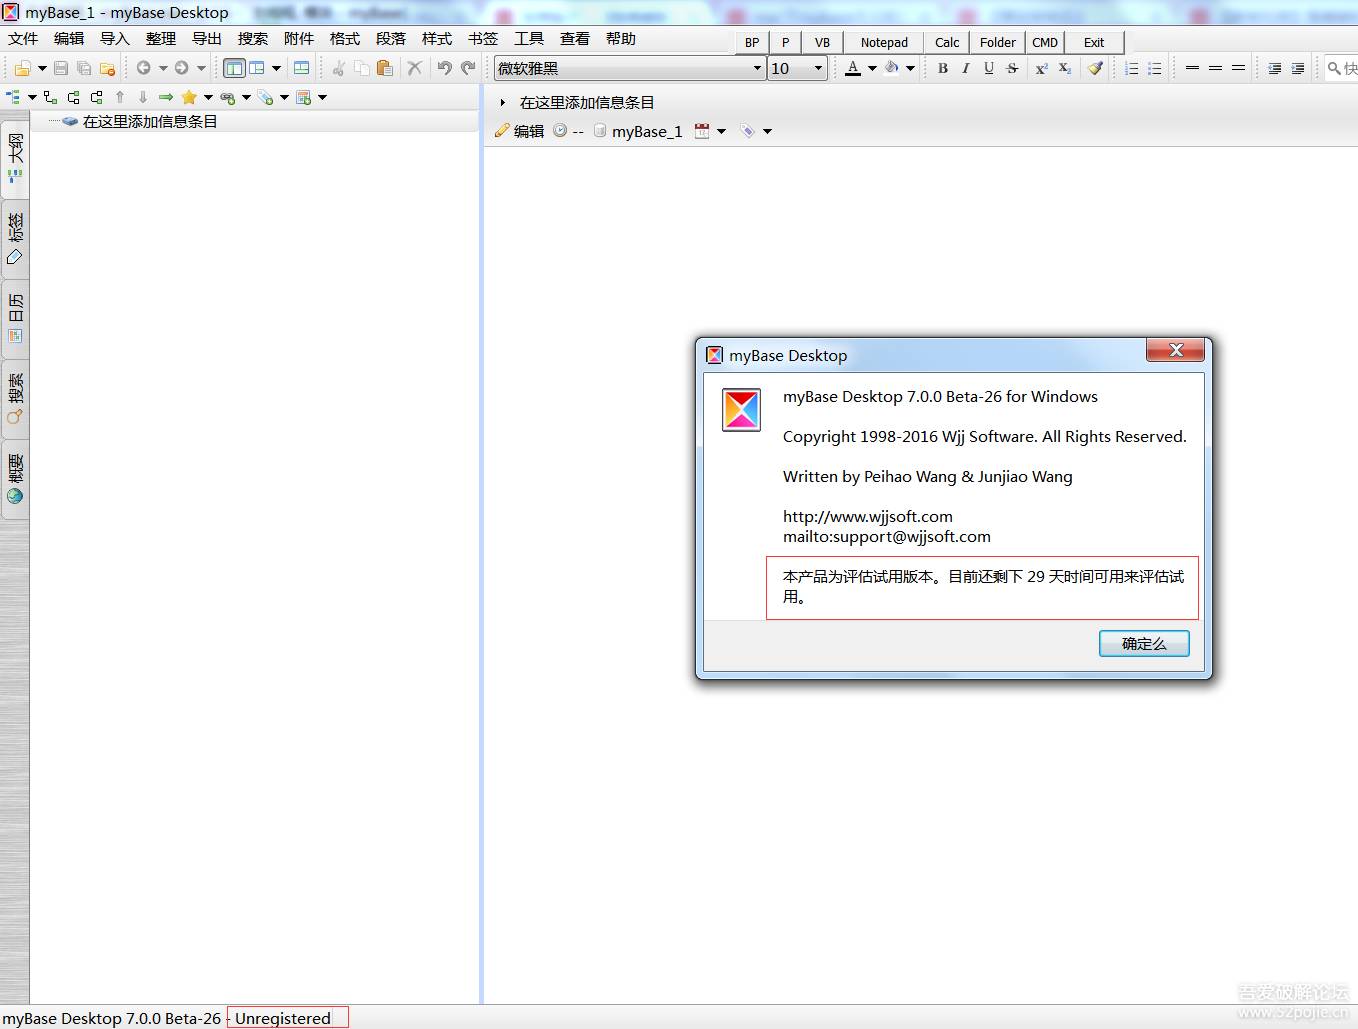 myBase_1 - myBase Desktop
文件 编辑 导入 整理 导出 搜索 附件 格式 段落 样式 书签 工具 查看 帮助
BP P VB Notepad Calc Folder CMD Exit
微软雅黑 10 A B I U S x² X₂ 快
在这里添加信息条目
在这里添加信息条目
编辑 -- myBase_1
大纲
标签
日历
搜索
概要
myBase Desktop
myBase Desktop 7.0.0 Beta-26 for Windows
Copyright 1998-2016 Wjj Software. All Rights Reserved.
Written by Peihao Wang & Junjiao Wang
http://www.wjjsoft.com
mailto:support@wjjsoft.com
本产品为评估试用版本。目前还剩下 29 天时间可用来评估试
用。
确定么
吾爱破解论坛
www.52pojie.cn
myBase Desktop 7.0.0 Beta-26 - Unregistered